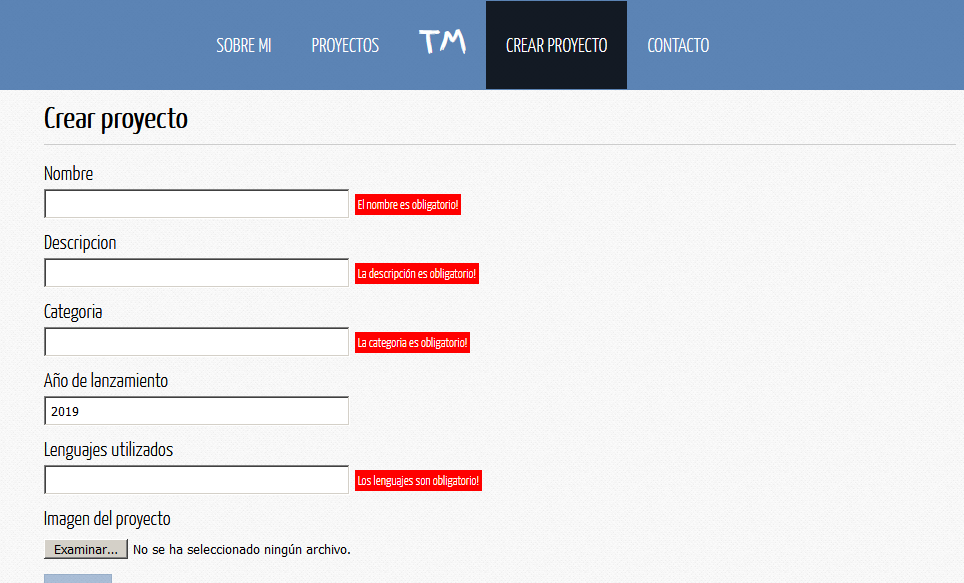 SOBRE MI PROYECTOS TM CREAR PROYECTO CONTACTO
Crear proyecto
Nombre
El nombre es obligatorio!
Descripcion
La descripción es obligatorio!
Categoria
La categoria es obligatorio!
Año de lanzamiento
2019
Lenguajes utilizados
Los lenguajes son obligatorio!
Imagen del proyecto
Examinar... No se ha seleccionado ningún archivo.